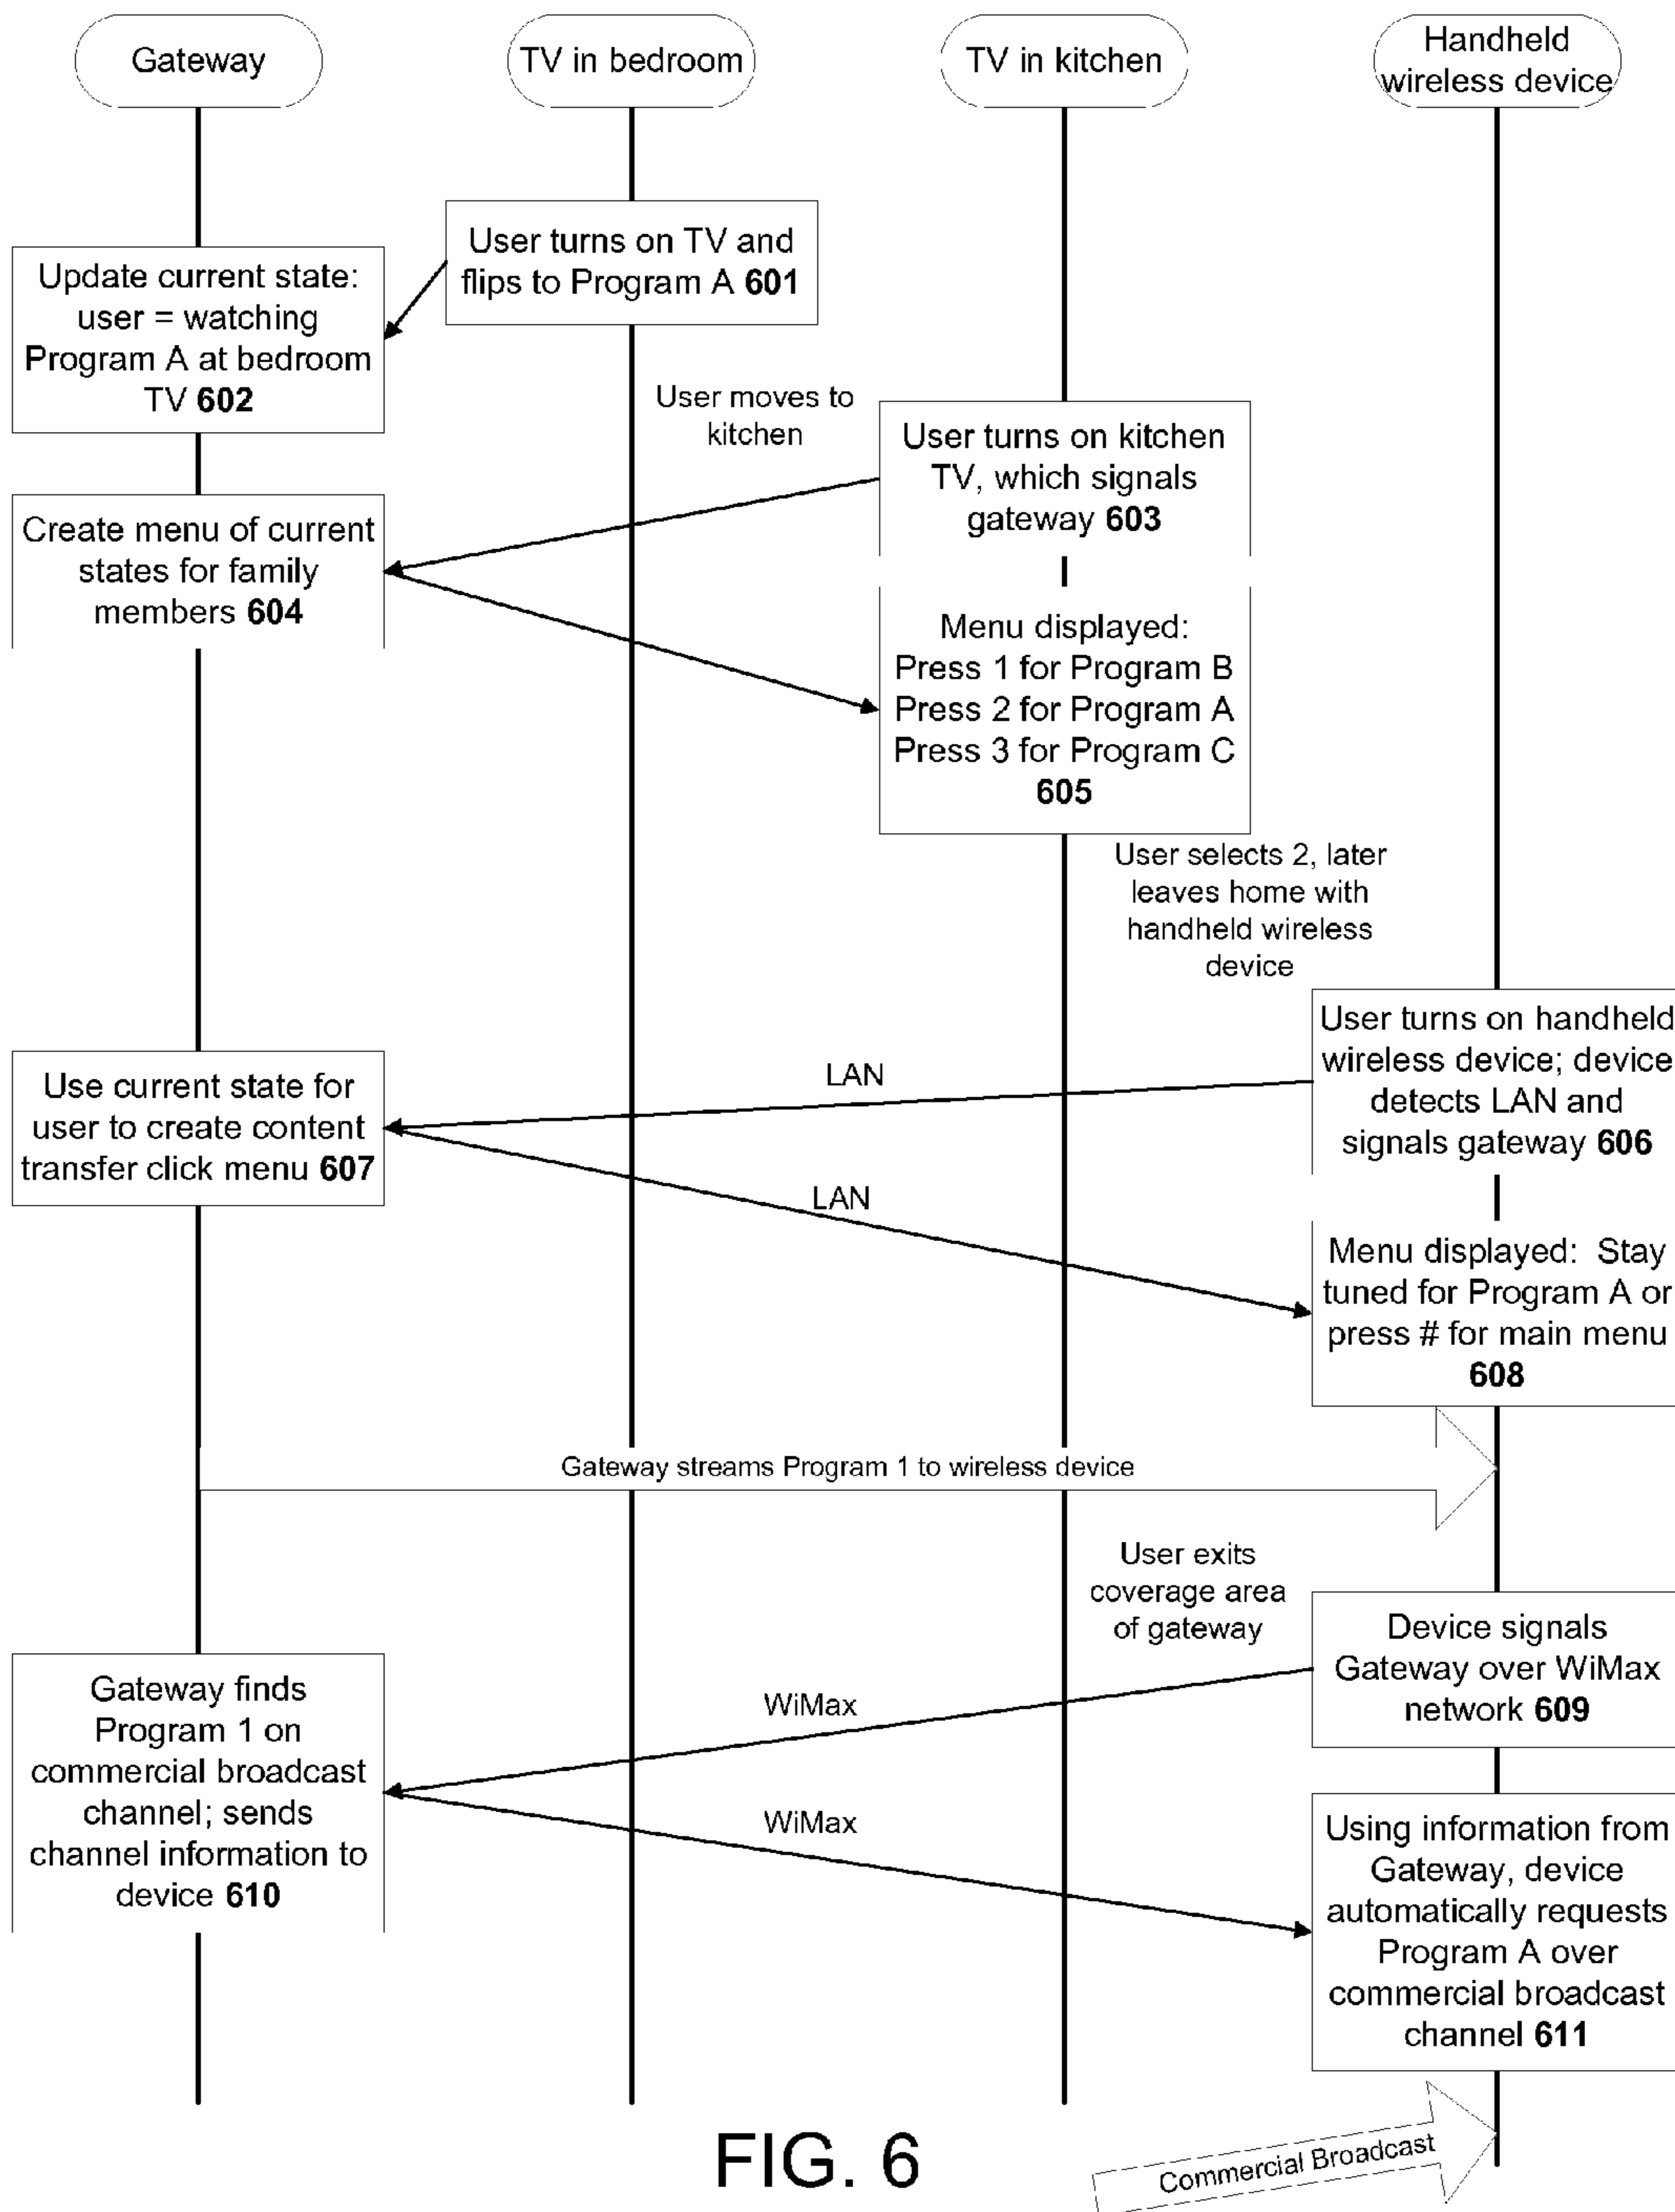 Gateway
TV in bedroom
TV in kitchen
Handheld
wireless device
User turns on TV and
flips to Program A 601
Update current state:
user = watching
Program A at bedroom
TV 602
User moves to
kitchen
User turns on kitchen
TV, which signals
gateway 603
Create menu of current
states for family
members 604
Menu displayed:
Press 1 for Program B
Press 2 for Program A
Press 3 for Program C
605
User selects 2, later
leaves home with
handheld wireless
device
User turns on handheld
wireless device; device
detects LAN and
signals gateway 606
LAN
Use current state for
user to create content
transfer click menu 607
LAN
Menu displayed: Stay
tuned for Program A or
press # for main menu
608
Gateway streams Program 1 to wireless device
User exits
coverage area
of gateway
Device signals
Gateway over WiMax
network 609
WiMax
Gateway finds
Program 1 on
commercial broadcast
channel; sends
channel information to
device 610
WiMax
Using information from
Gateway, device
automatically requests
Program A over
commercial broadcast
channel 611
Commercial Broadcast
FIG. 6